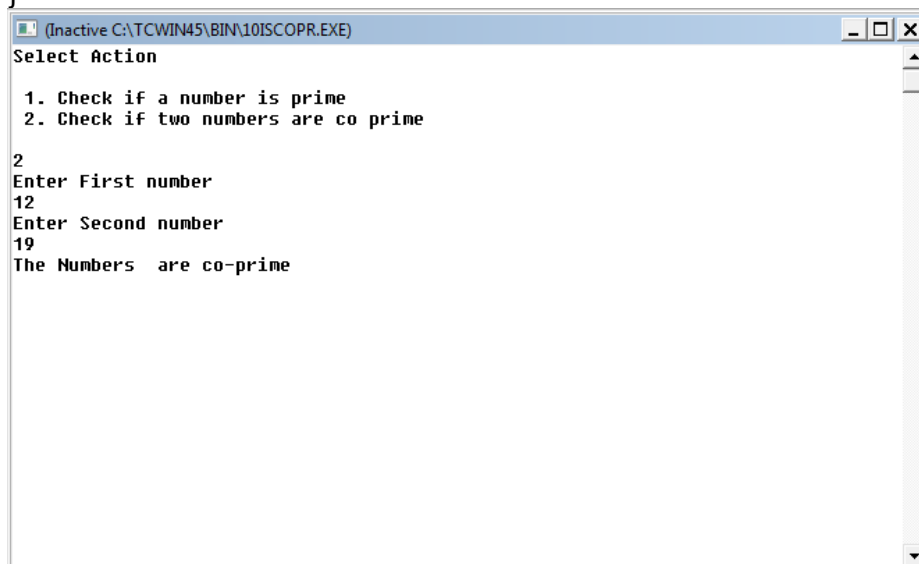 }
(Inactive C:\TCWIN45\BIN\10ISCOPR.EXE)
Select Action
1. Check if a number is prime
2. Check if two numbers are co prime
2
Enter First number
12
Enter Second number
19
The Numbers  are co-prime